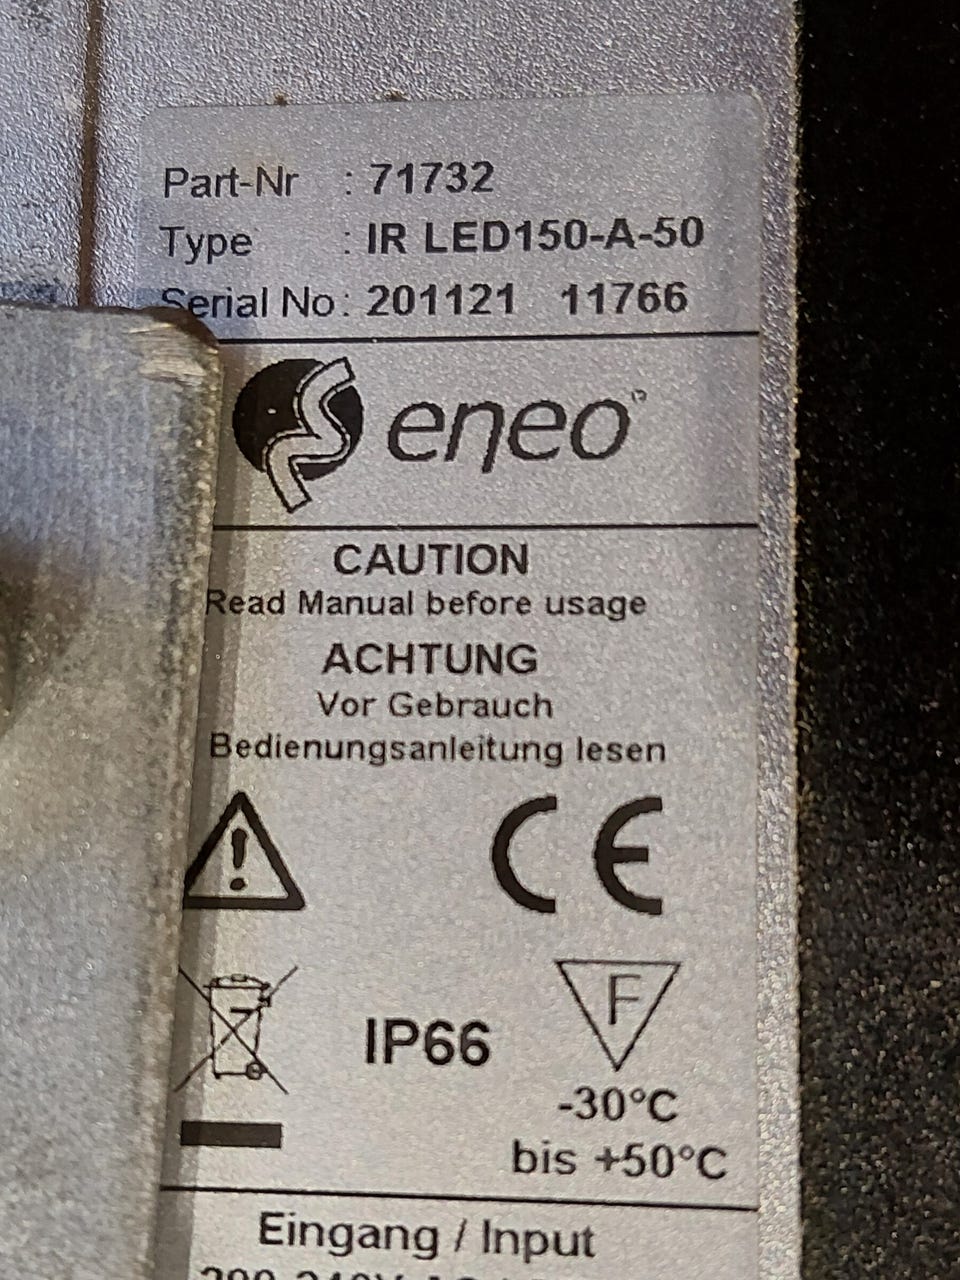 Part-Nr : 71732
Type : IR LED150-A-50
Serial No : 201121 11766
eneo
CAUTION
Read Manual before usage
ACHTUNG
Vor Gebrauch
Bedienungsanleitung lesen
CE
F
IP66
-30°C
bis +50°C
Eingang / Input